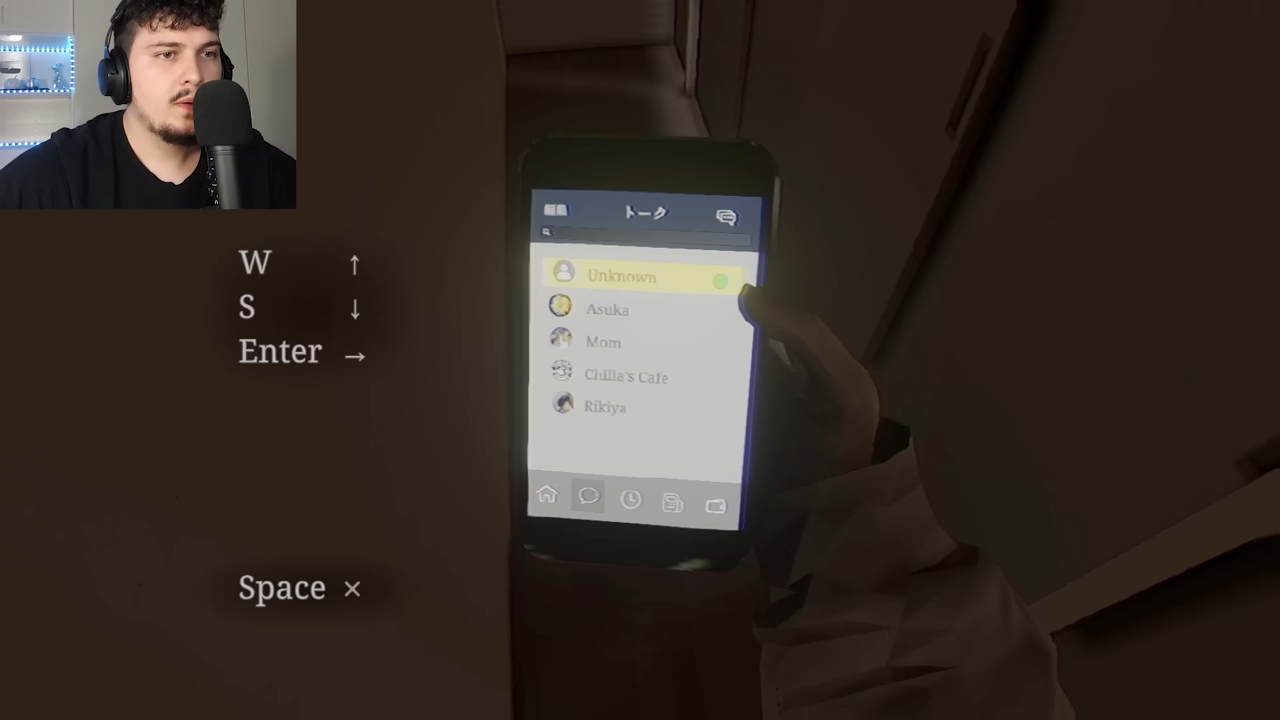 W ↑
S ↓
Enter →
Space ×
トーク
Unknown
Asuka
Mom
Chilla's Cafe
Rikiya